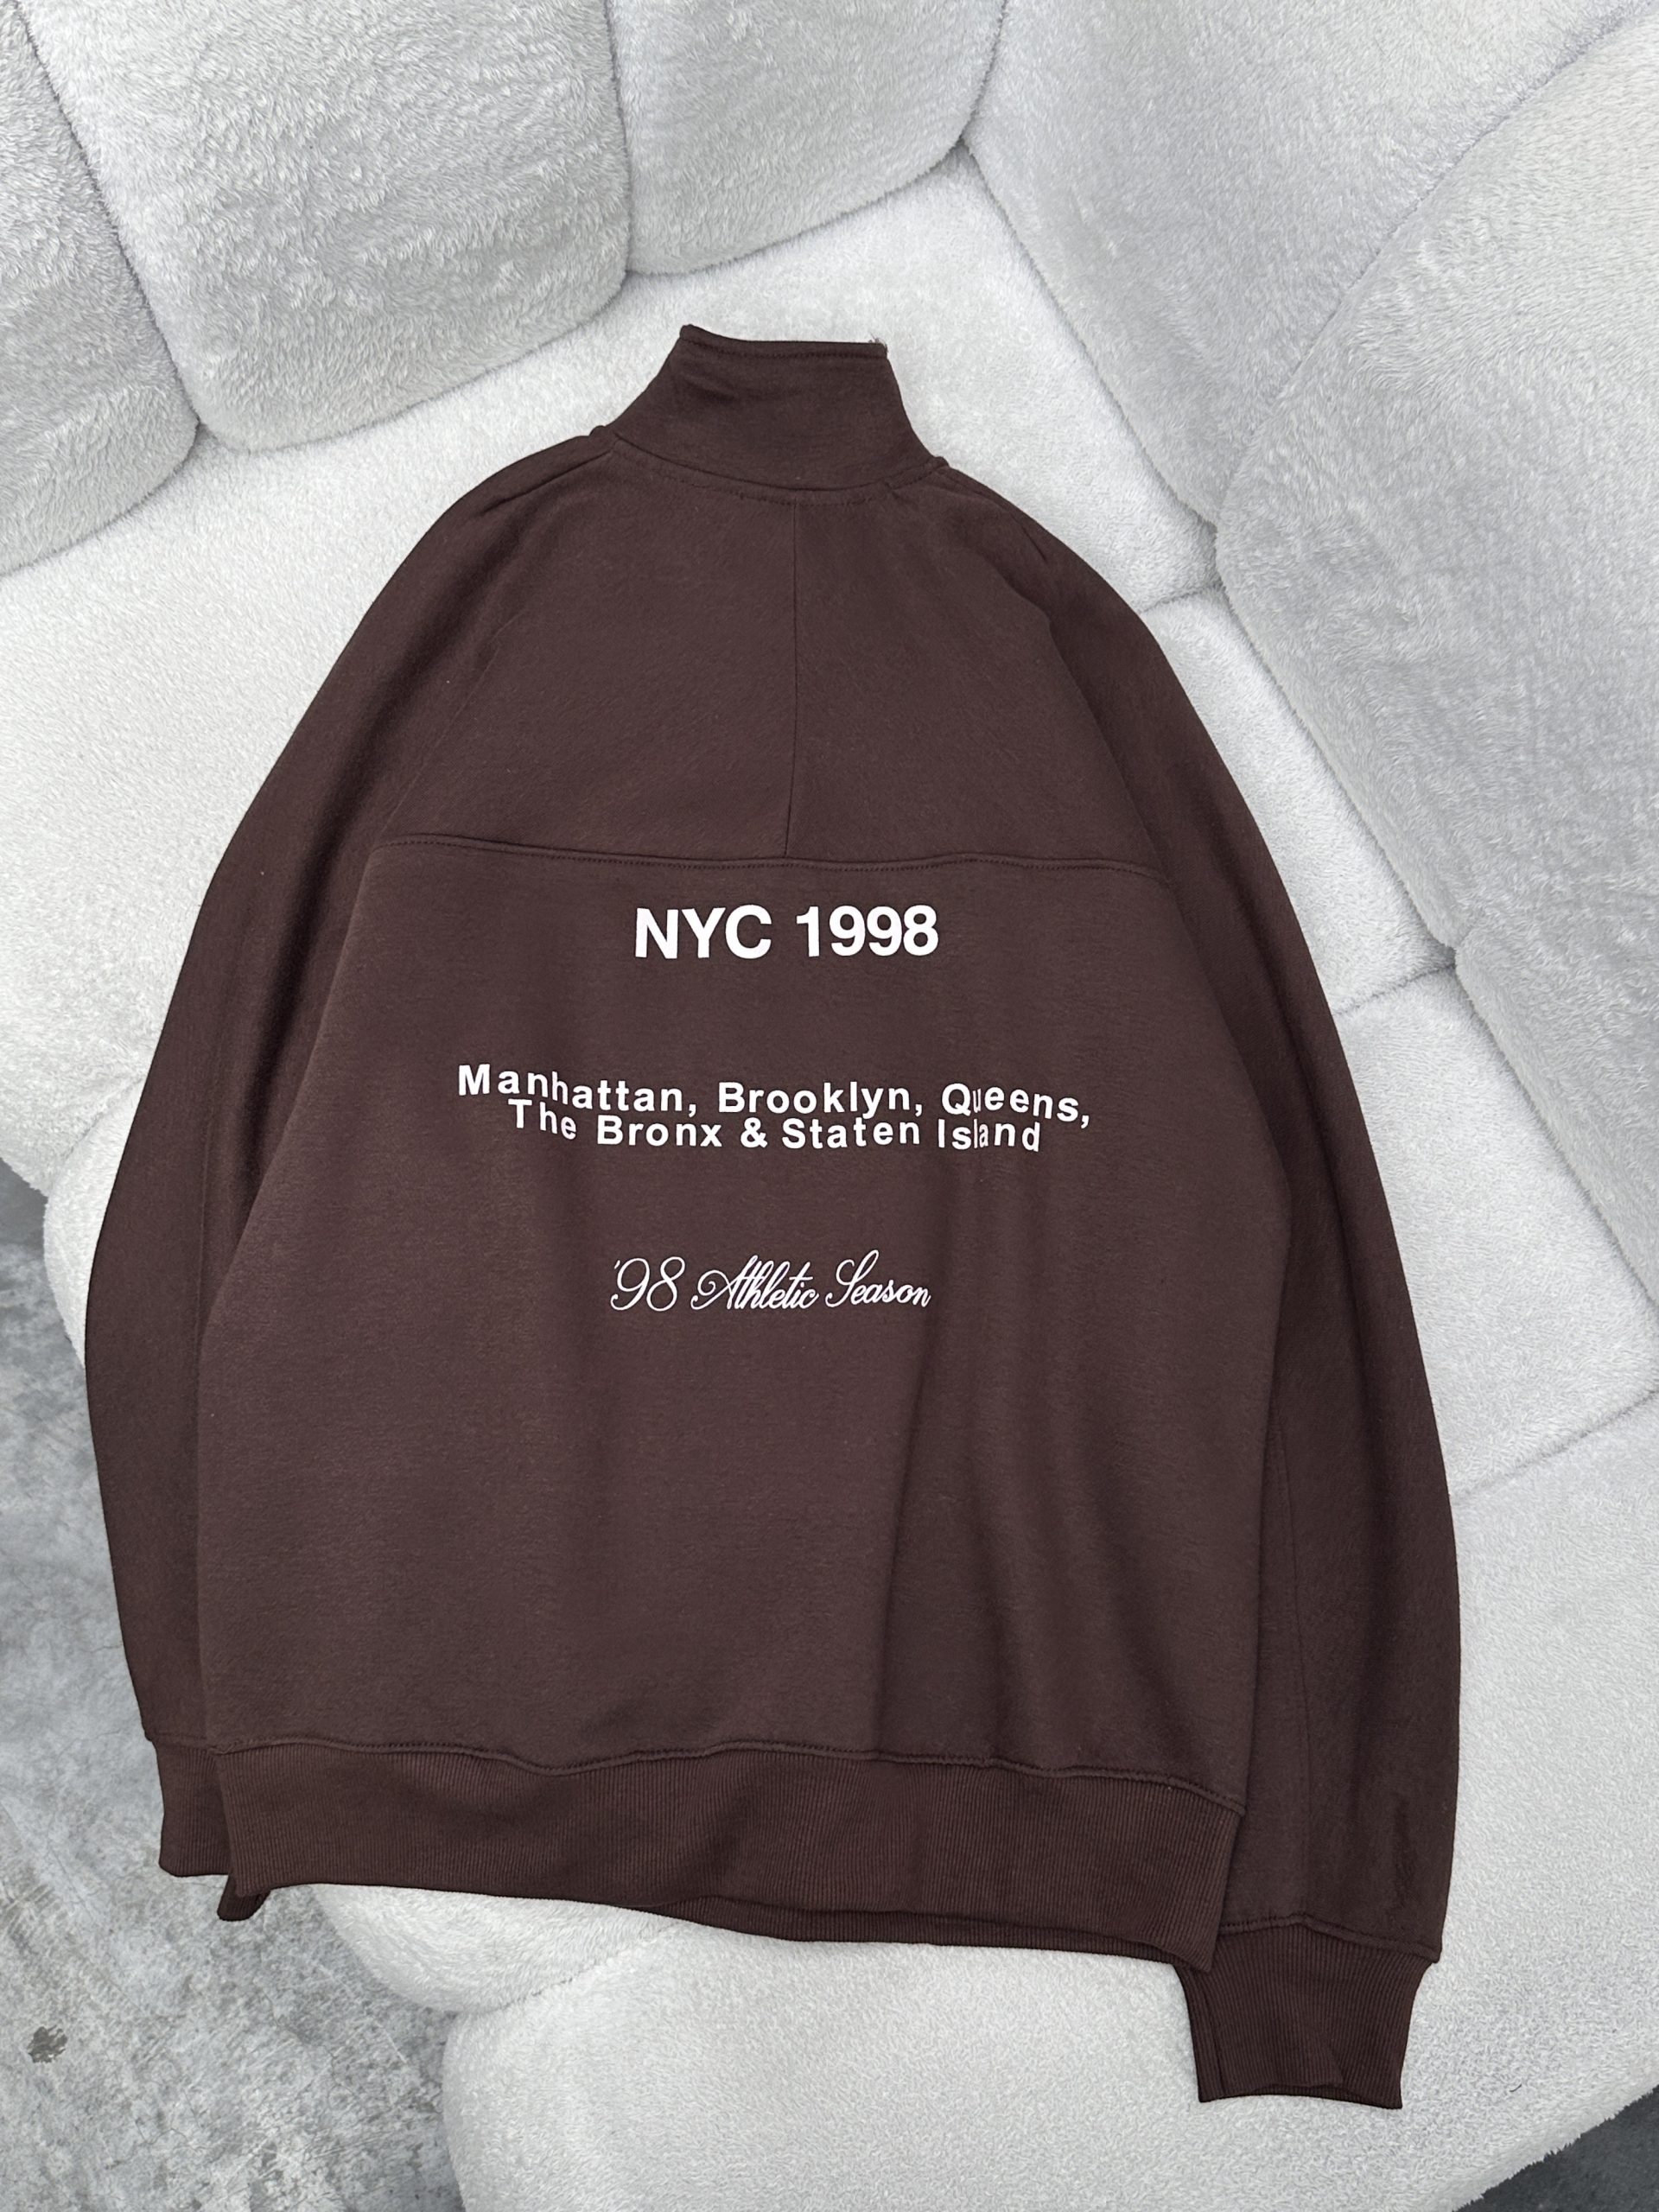 NYC 1998
Manhattan, Brooklyn, Queens,
The Bronx & Staten Island
'98 Athletic Season